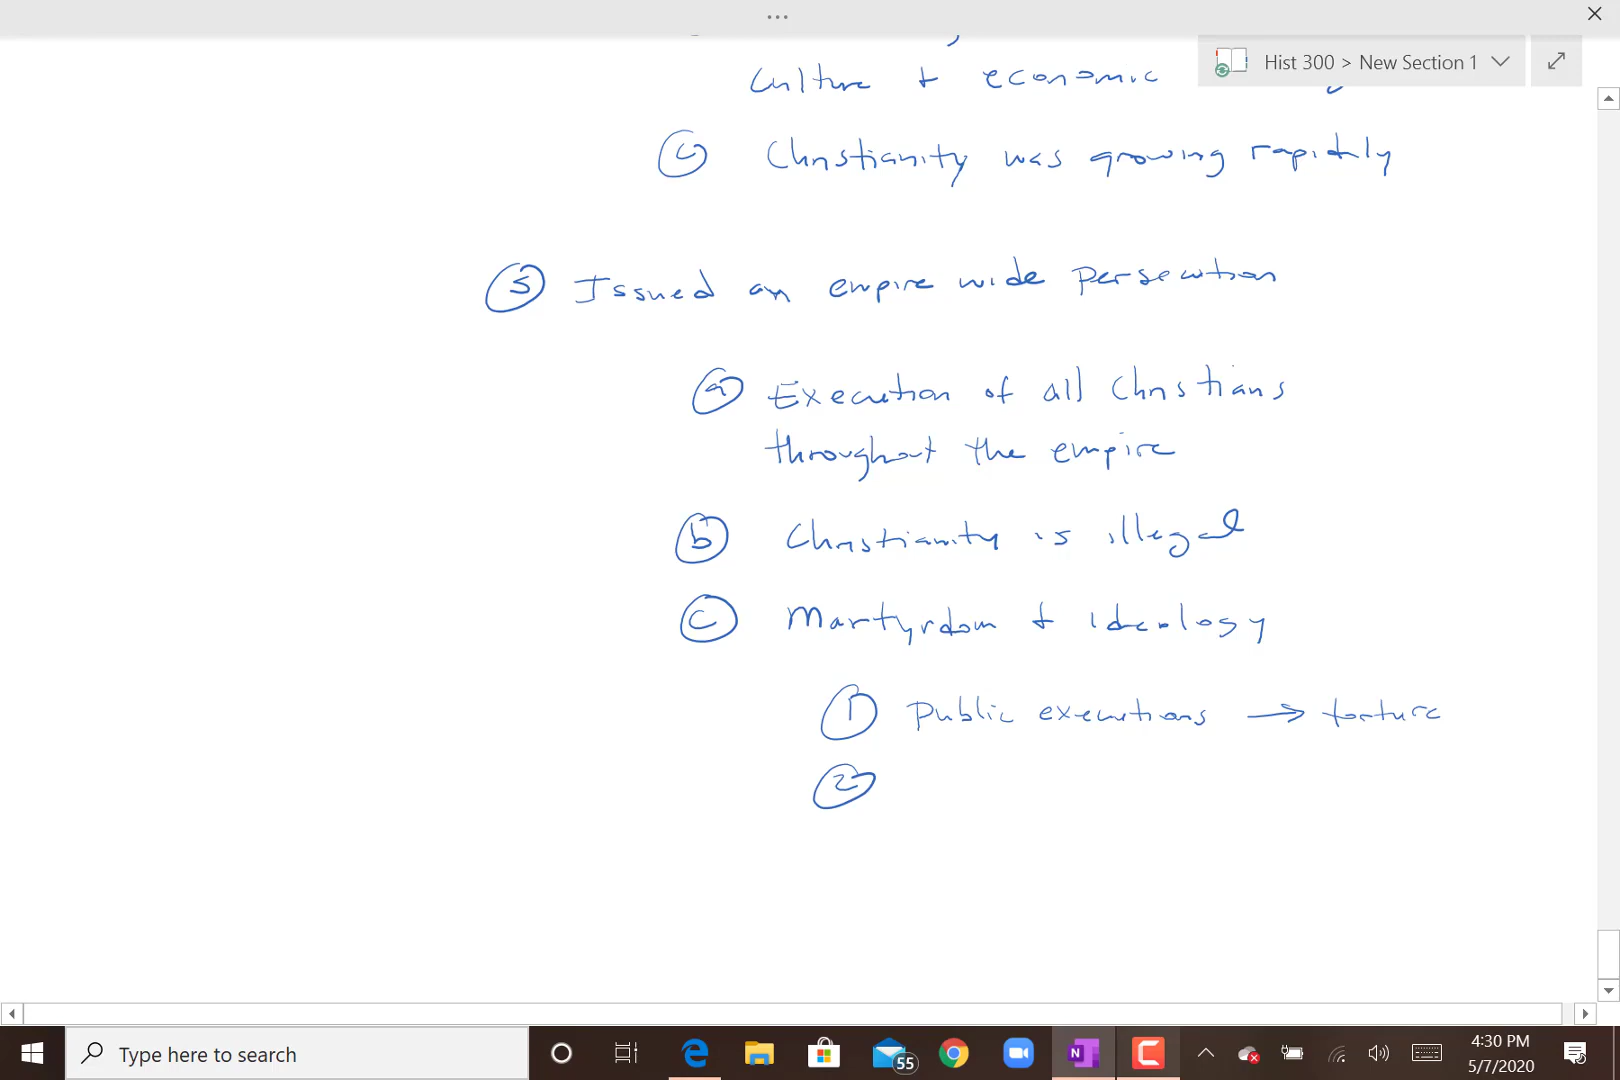 ...
Hist 300 > New Section 1
Culture + economic
c Christianity was growing rapidly
5 Issued an empire wide persecution
a Execution of all Christians
throughout the empire
b Christianity is illegal
c Martyrdom + ideology
1 Public executions → torture
2
Type here to search
55
N
4:30 PM
5/7/2020